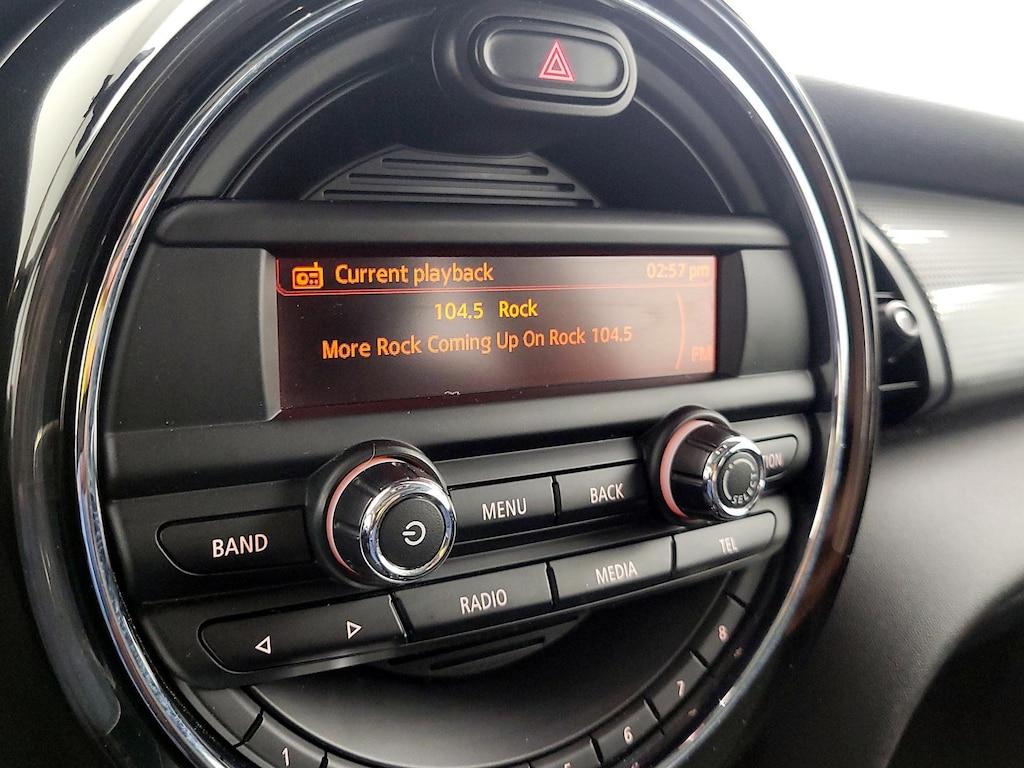 Current playback 02:57 pm
104.5 Rock
More Rock Coming Up On Rock 104.5
FM
MENU BACK
SELECT
BAND
RADIO MEDIA TEL
1 6 7 8